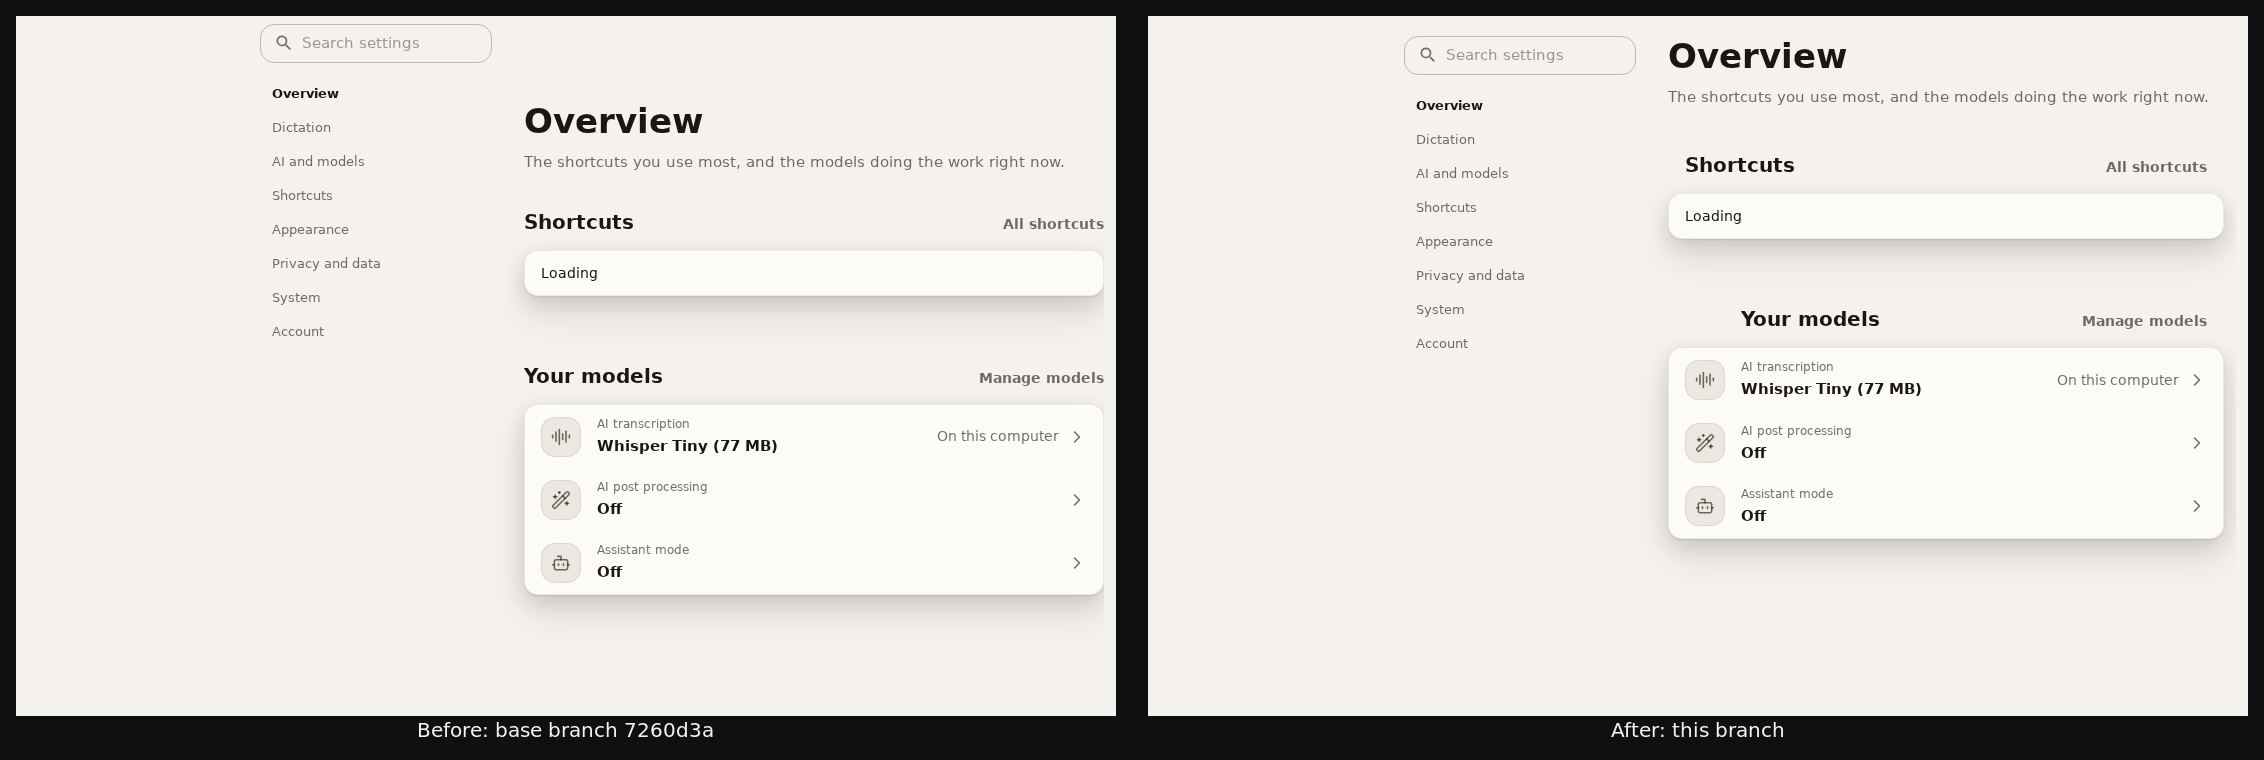 Search settings
Overview
Dictation
AI and models
Shortcuts
Appearance
Privacy and data
System
Account
Overview
The shortcuts you use most, and the models doing the work right now.
Shortcuts
All shortcuts
Loading
Your models
Manage models
AI transcription
Whisper Tiny (77 MB)
On this computer
AI post processing
Off
Assistant mode
Off
Before: base branch 7260d3a
Search settings
Overview
Dictation
AI and models
Shortcuts
Appearance
Privacy and data
System
Account
Overview
The shortcuts you use most, and the models doing the work right now.
Shortcuts
All shortcuts
Loading
Your models
Manage models
AI transcription
Whisper Tiny (77 MB)
On this computer
AI post processing
Off
Assistant mode
Off
After: this branch